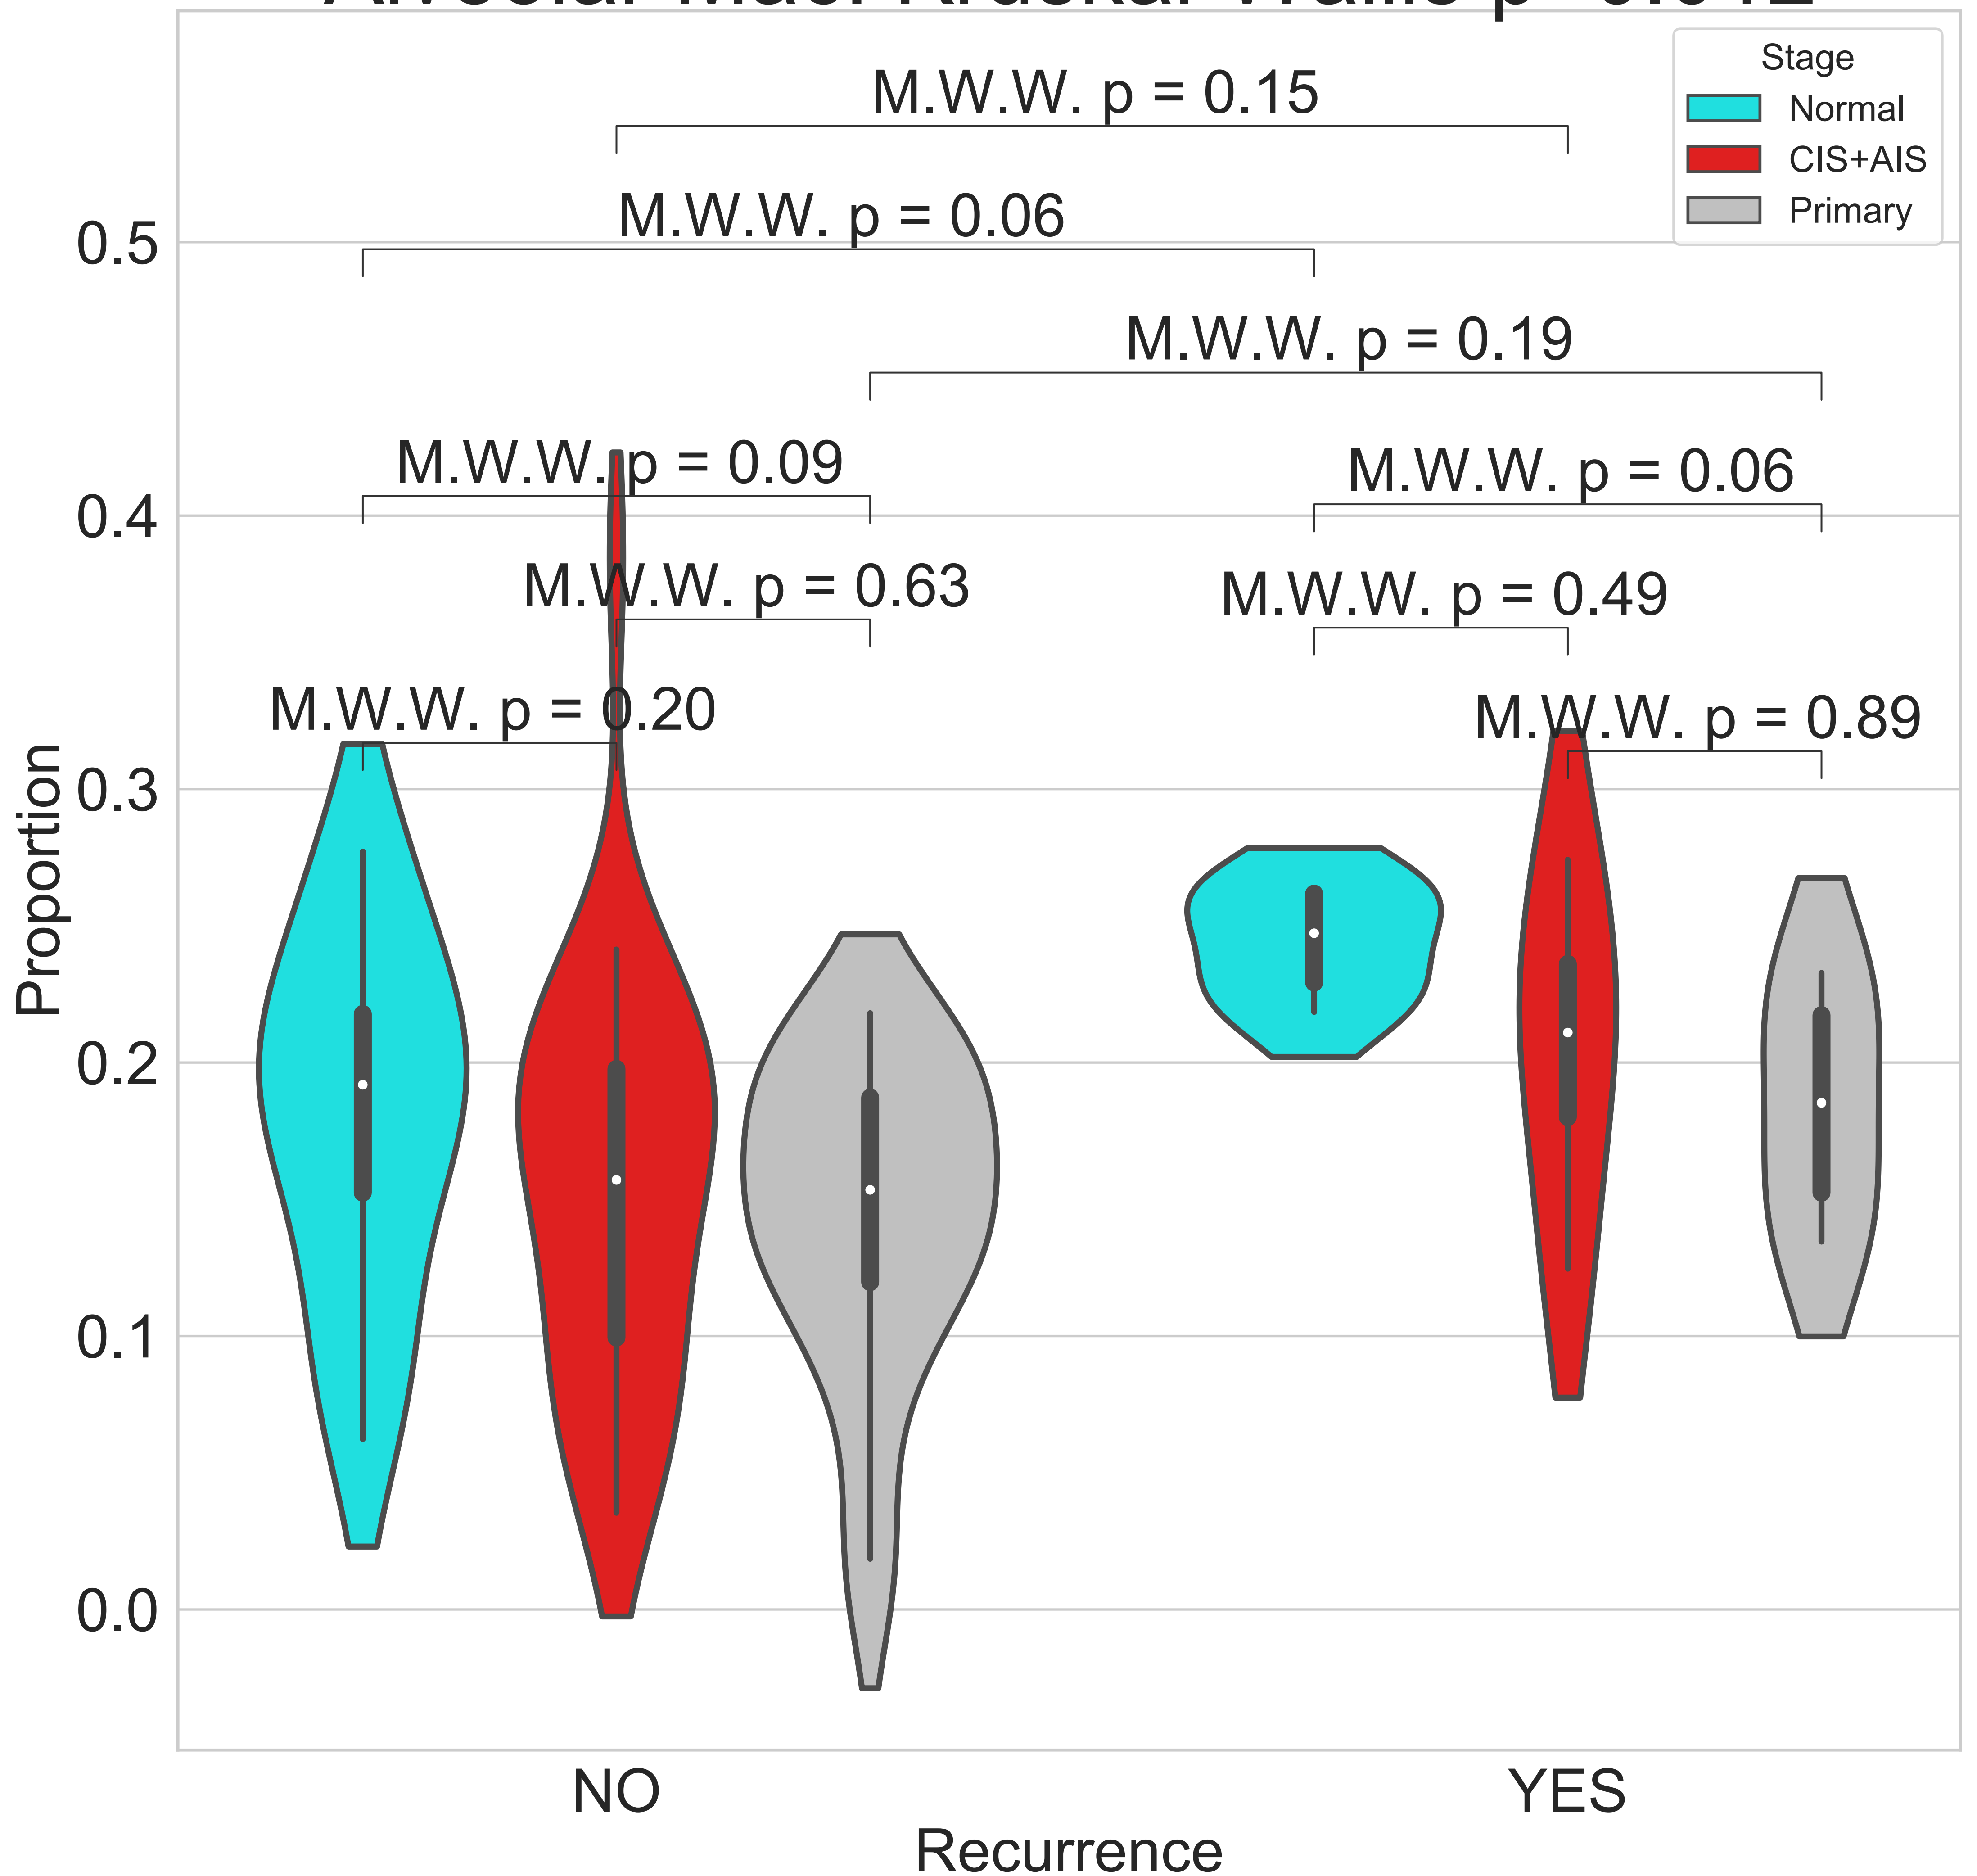 Stage
Normal
CIS+AIS
Primary
M.W.W. p = 0.15
M.W.W. p = 0.06
M.W.W. p = 0.19
M.W.W. p = 0.09
M.W.W. p = 0.06
M.W.W. p = 0.63
M.W.W. p = 0.49
M.W.W. p = 0.20
M.W.W. p = 0.89
Proportion
0.5
0.4
0.3
0.2
0.1
0.0
NO
YES
Recurrence